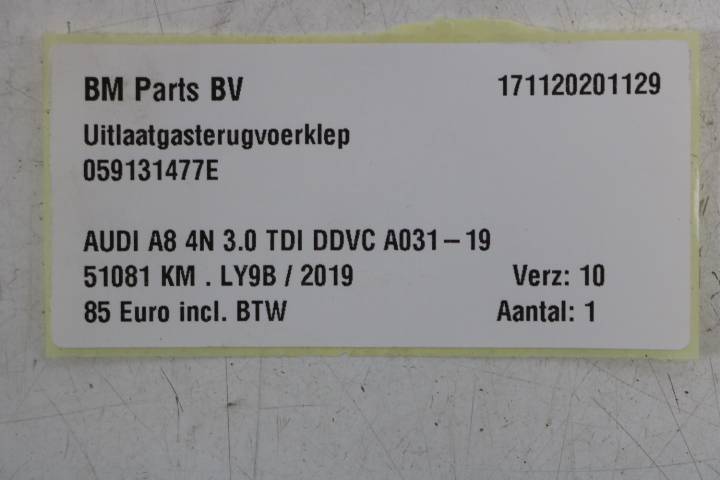 BM Parts BV 171120201129
Uitlaatgasterugvoerklep
059131477E
AUDI A8 4N 3.0 TDI DDVC A031-19
51081 KM . LY9B / 2019 Verz: 10
85 Euro incl. BTW Aantal: 1